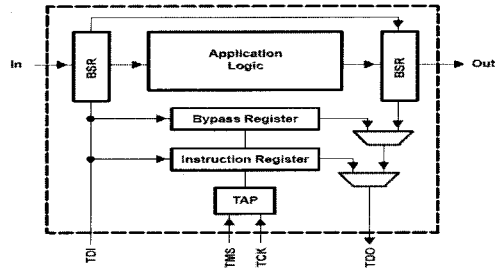 In
BSR
Application
Logic
BSR
Out
Bypass Register
Instruction Register
TAP
TDI
TMS
TCK
TDO